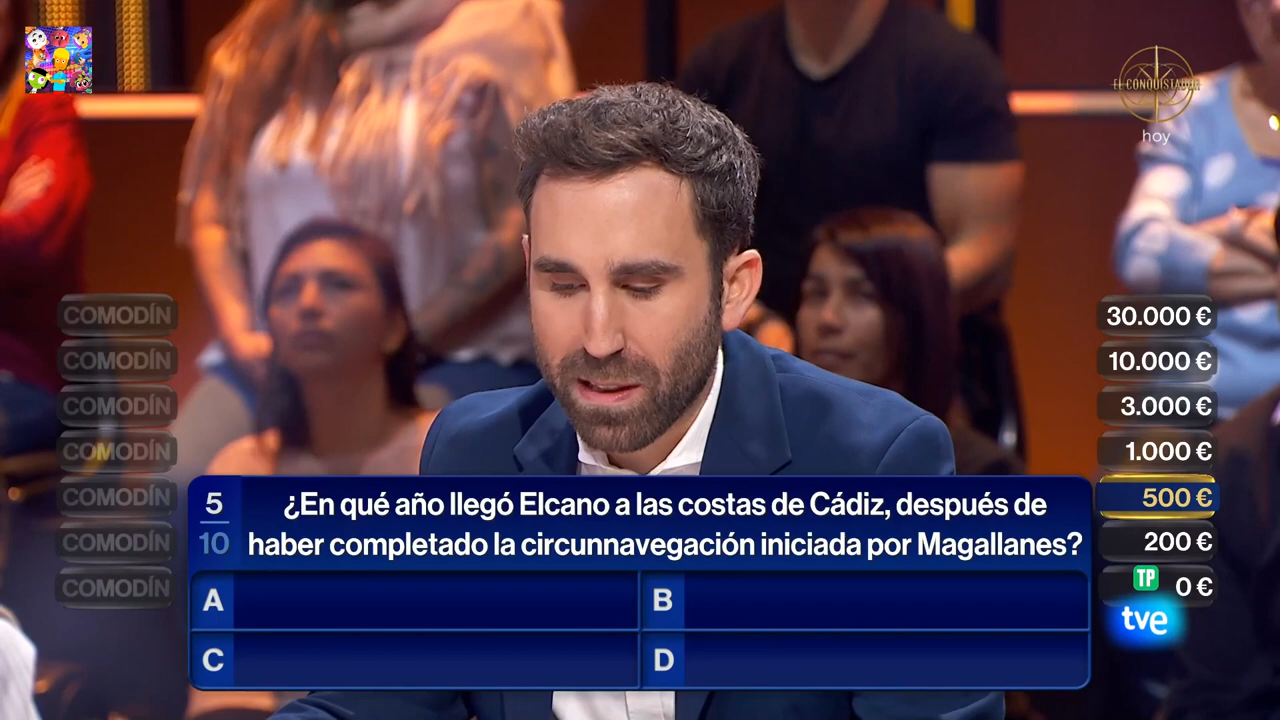 EL CONQUISTADOR
hoy
COMODÍN
COMODÍN
COMODÍN
COMODÍN
COMODÍN
COMODÍN
COMODÍN
30.000 €
10.000 €
3.000 €
1.000 €
500 €
200 €
TP 0 €
tve
5
10
¿En qué año llegó Elcano a las costas de Cádiz, después de
haber completado la circunnavegación iniciada por Magallanes?
A
B
C
D